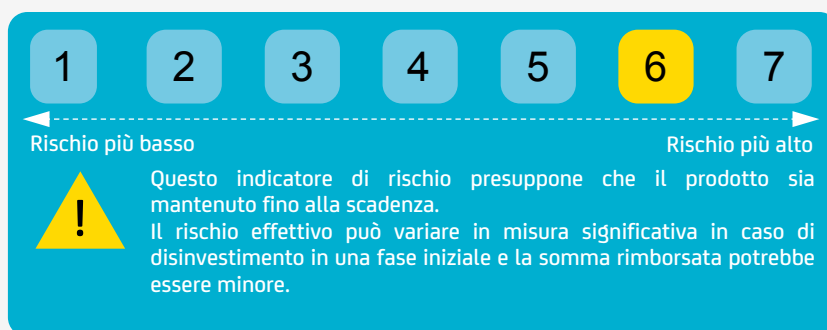 1 2 3 4 5 6 7
Rischio più basso Rischio più alto
!
Questo indicatore di rischio presuppone che il prodotto sia
mantenuto fino alla scadenza.
Il rischio effettivo può variare in misura significativa in caso di
disinvestimento in una fase iniziale e la somma rimborsata potrebbe
essere minore.